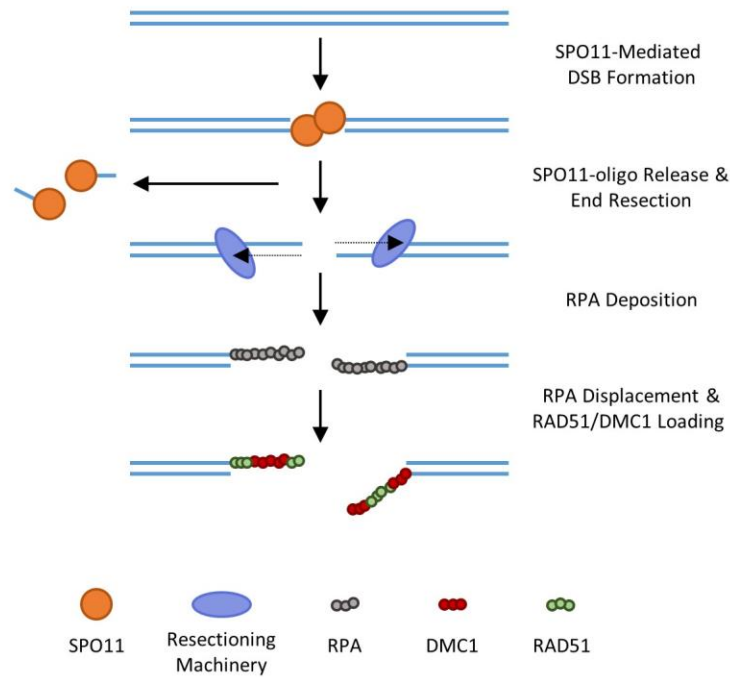 SPO11-Mediated
DSB Formation
SPO11-oligo Release &
End Resection
RPA Deposition
RPA Displacement &
RAD51/DMC1 Loading
SPO11
Resectioning
Machinery
RPA
DMC1
RAD51